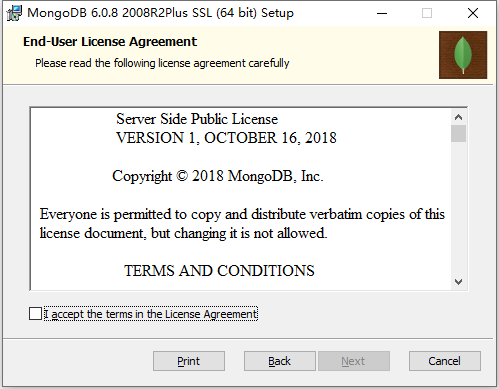 MongoDB 6.0.8 2008R2Plus SSL (64 bit) Setup
End-User License Agreement
Please read the following license agreement carefully
Server Side Public License
VERSION 1, OCTOBER 16, 2018
Copyright © 2018 MongoDB, Inc.
Everyone is permitted to copy and distribute verbatim copies of this
license document, but changing it is not allowed.
TERMS AND CONDITIONS
I accept the terms in the License Agreement
Print
Back
Next
Cancel